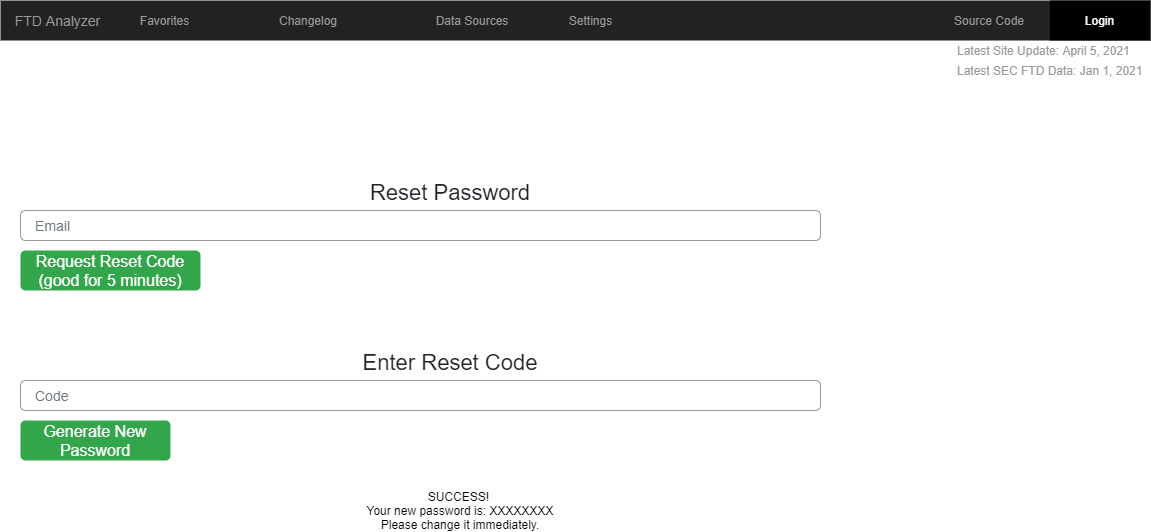 FTD Analyzer Favorites Changelog Data Sources Settings Source Code Login
Latest Site Update: April 5, 2021
Latest SEC FTD Data: Jan 1, 2021
Reset Password
Email
Request Reset Code
(good for 5 minutes)
Enter Reset Code
Code
Generate New
Password
SUCCESS!
Your new password is: XXXXXXXX
Please change it immediately.